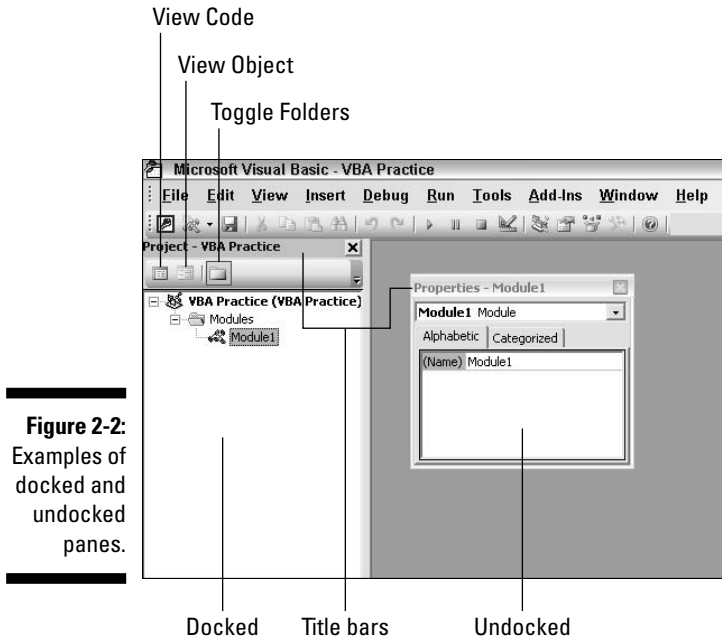 View Code
View Object
Toggle Folders
Microsoft Visual Basic - VBA Practice
File Edit View Insert Debug Run Tools Add-Ins Window Help
Project - VBA Practice
VBA Practice (VBA Practice)
Modules
Module1
Properties - Module1
Module1 Module
Alphabetic Categorized
(Name) Module1
Figure 2-2:
Examples of
docked and
undocked
panes.
Docked Title bars Undocked